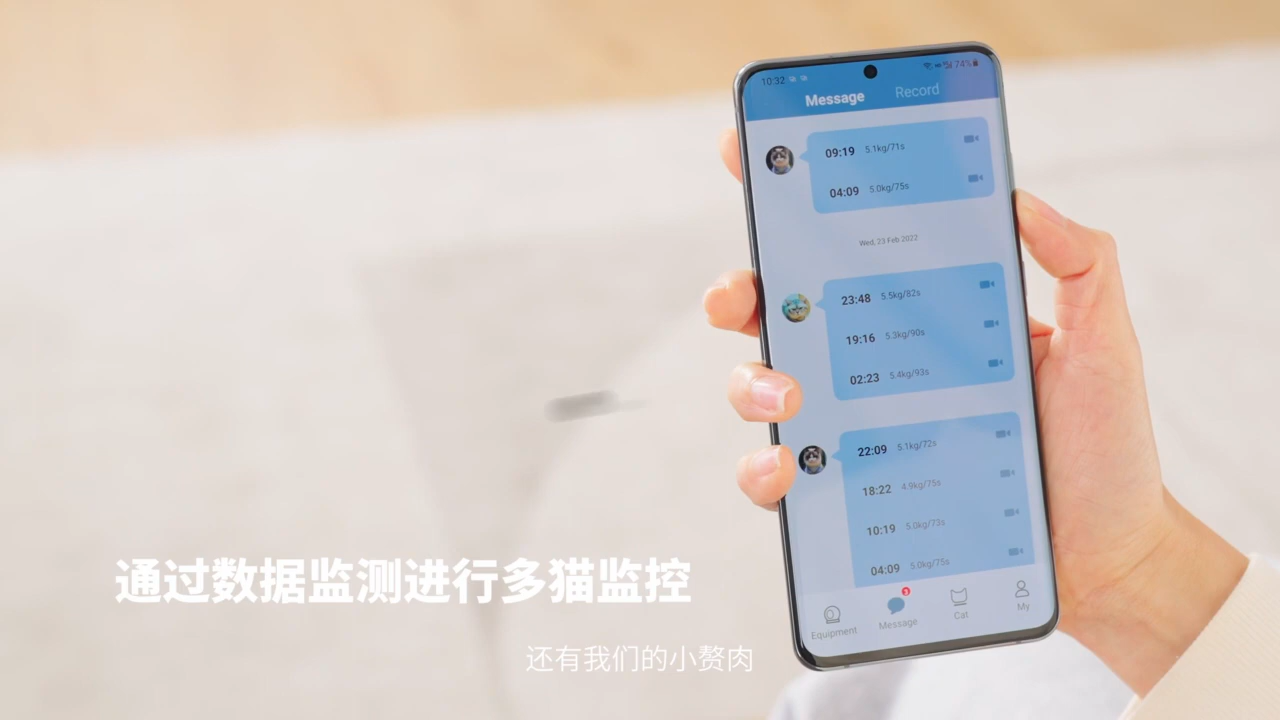 10:32
74%
Message
Record
09:19 5.1kg/71s
04:09 5.0kg/75s
Wed, 23 Feb 2022
23:48 5.5kg/82s
19:16 5.3kg/90s
02:23 5.4kg/93s
22:09 5.1kg/72s
18:22 4.9kg/75s
10:19 5.0kg/73s
04:09 5.0kg/75s
3
Equipment
Message
Cat
My
通过数据监测进行多猫监控
还有我们的小赘肉